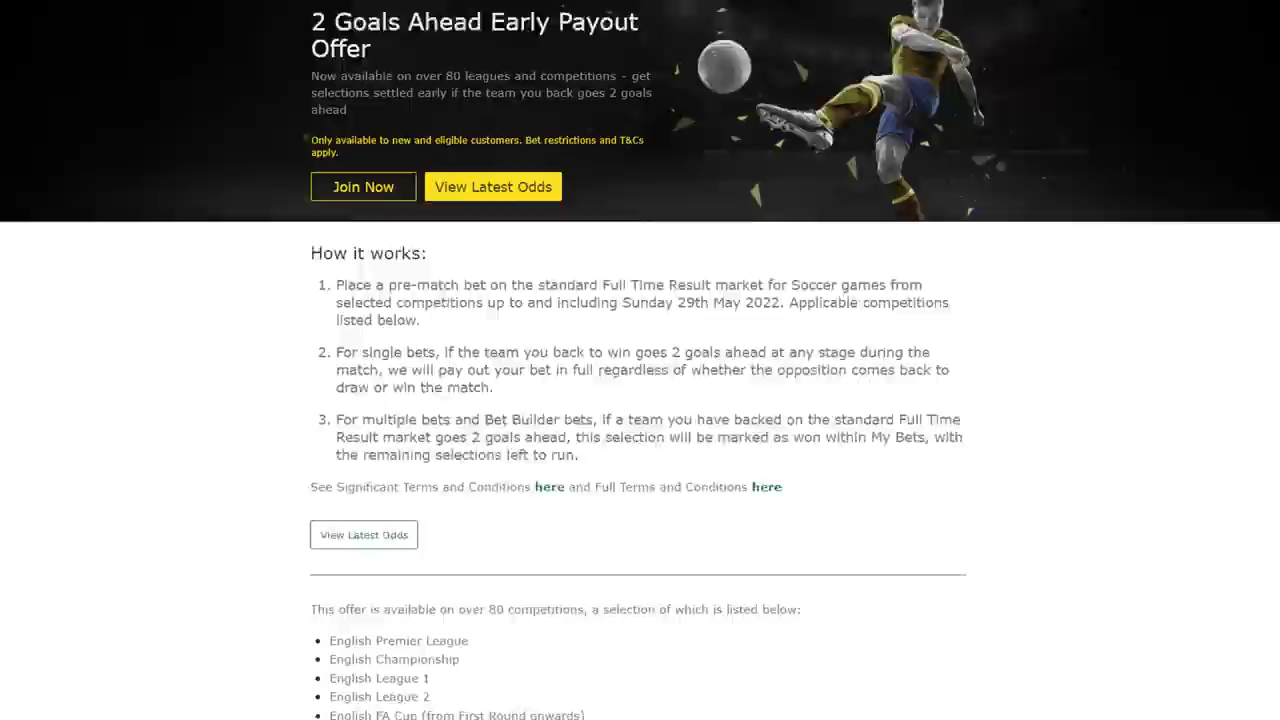 2 Goals Ahead Early Payout
Offer
Now available on over 80 leagues and competitions - get
selections settled early if the team you back goes 2 goals
ahead
Only available to new and eligible customers. Bet restrictions and T&Cs
apply.
Join Now
View Latest Odds
How it works:
1. Place a pre-match bet on the standard Full Time Result market for Soccer games from
selected competitions up to and including Sunday 29th May 2022. Applicable competitions
listed below.
2. For single bets, if the team you back to win goes 2 goals ahead at any stage during the
match, we will pay out your bet in full regardless of whether the opposition comes back to
draw or win the match.
3. For multiple bets and Bet Builder bets, if a team you have backed on the standard Full Time
Result market goes 2 goals ahead, this selection will be marked as won within My Bets, with
the remaining selections left to run.
See Significant Terms and Conditions here and Full Terms and Conditions here
View Latest Odds
This offer is available on over 80 competitions, a selection of which is listed below:
• English Premier League
• English Championship
• English League 1
• English League 2
• English FA Cup (from First Round onwards)